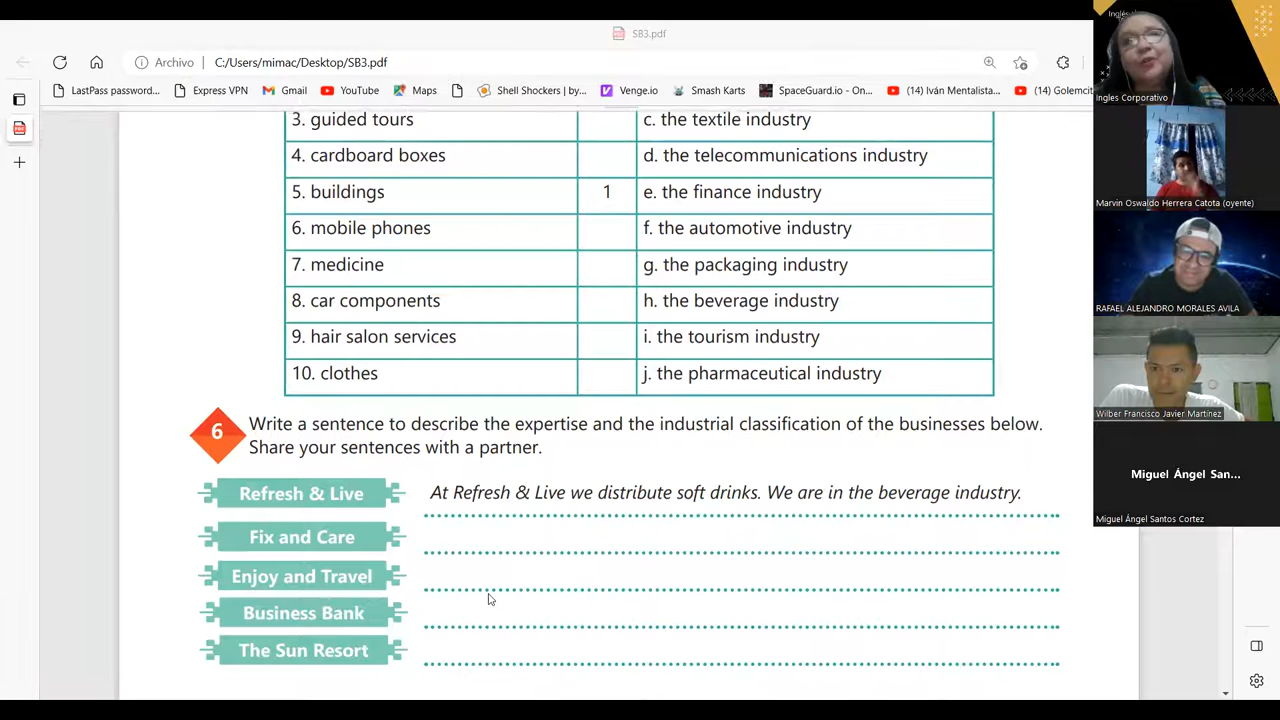 SB3.pdf
Archivo C:/Users/mimac/Desktop/SB3.pdf
LastPass password... Express VPN Gmail YouTube Maps Shell Shockers | by... Venge.io Smash Karts SpaceGuard.io - On... (14) Iván Mentalista... (14) Golemcit
3. guided tours c. the textile industry
4. cardboard boxes d. the telecommunications industry
5. buildings 1 e. the finance industry
6. mobile phones f. the automotive industry
7. medicine g. the packaging industry
8. car components h. the beverage industry
9. hair salon services i. the tourism industry
10. clothes j. the pharmaceutical industry
6 Write a sentence to describe the expertise and the industrial classification of the businesses below.
Share your sentences with a partner.
Refresh & Live At Refresh & Live we distribute soft drinks. We are in the beverage industry.
Fix and Care
Enjoy and Travel
Business Bank
The Sun Resort
Ingles Corporativo
Marvin Oswaldo Herrera Catota (oyente)
RAFAEL ALEJANDRO MORALES AVILA
Wilber Francisco Javier Martínez
Miguel Ángel San...
Miguel Ángel Santos Cortez